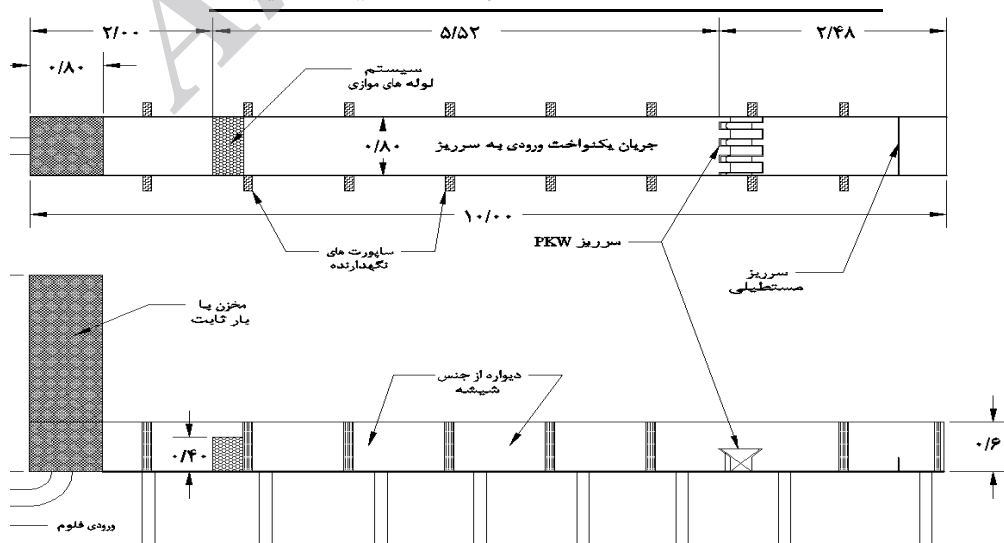 ۲/۰۰
۵/۵۲
۲/۴۸
۰/۸۰
سیستم
لوله های موازی
۰/۸۰
جریان یکنواخت ورودی به سرریز
۱۰/۰۰
ساپورت های
نگهدارنده
سرریز PKW
سرریز
مستطیلی
مخزن با
بار ثابت
دیواره از جنس
شیشه
۰/۴۰
۰/۶
ورودی فلوم